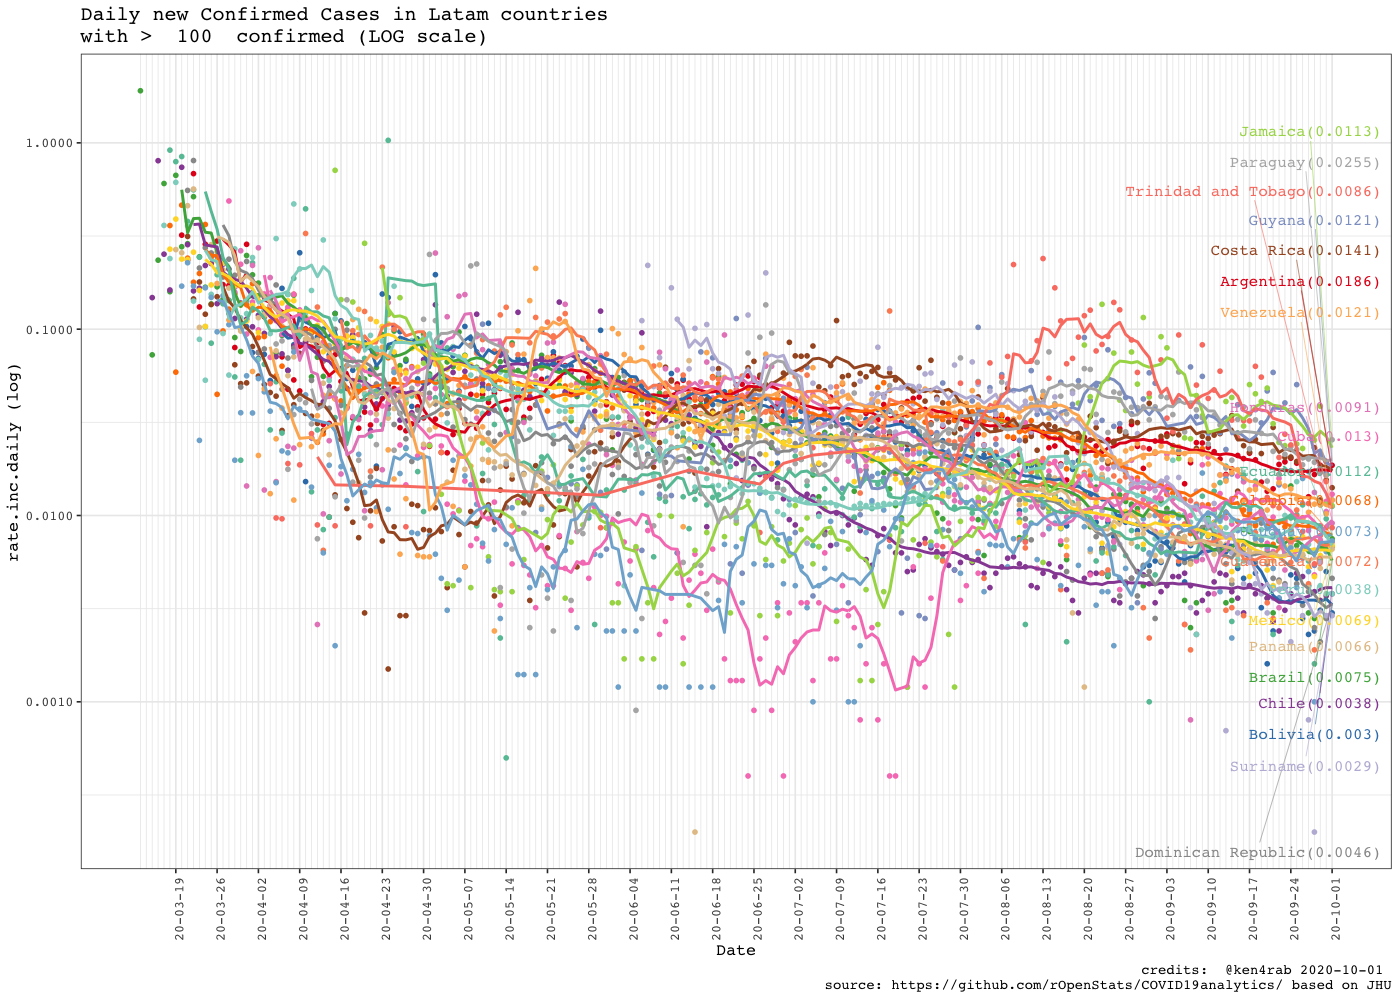 Daily new Confirmed Cases in Latam countries
with >  100  confirmed (LOG scale)
rate.inc.daily (log)
1.0000
0.1000
0.0100
0.0010
Jamaica(0.0113)
Paraguay(0.0255)
Trinidad and Tobago(0.0086)
Guyana(0.0121)
Costa Rica(0.0141)
Argentina(0.0186)
Venezuela(0.0121)
Honduras(0.0091)
Cuba(0.013)
Ecuador(0.0112)
(0.0068)
(0.0073)
Guatemala(0.0072)
(0.0038)
Mexico(0.0069)
Panama(0.0066)
Brazil(0.0075)
Chile(0.0038)
Bolivia(0.003)
Suriname(0.0029)
Dominican Republic(0.0046)
20-03-19
20-03-26
20-04-02
20-04-09
20-04-16
20-04-23
20-04-30
20-05-07
20-05-14
20-05-21
20-05-28
20-06-04
20-06-11
20-06-18
20-06-25
20-07-02
20-07-09
20-07-16
20-07-23
20-07-30
20-08-06
20-08-13
20-08-20
20-08-27
20-09-03
20-09-10
20-09-17
20-09-24
20-10-01
Date
credits:  @ken4rab 2020-10-01
source: https://github.com/rOpenStats/COVID19analytics/ based on JHU